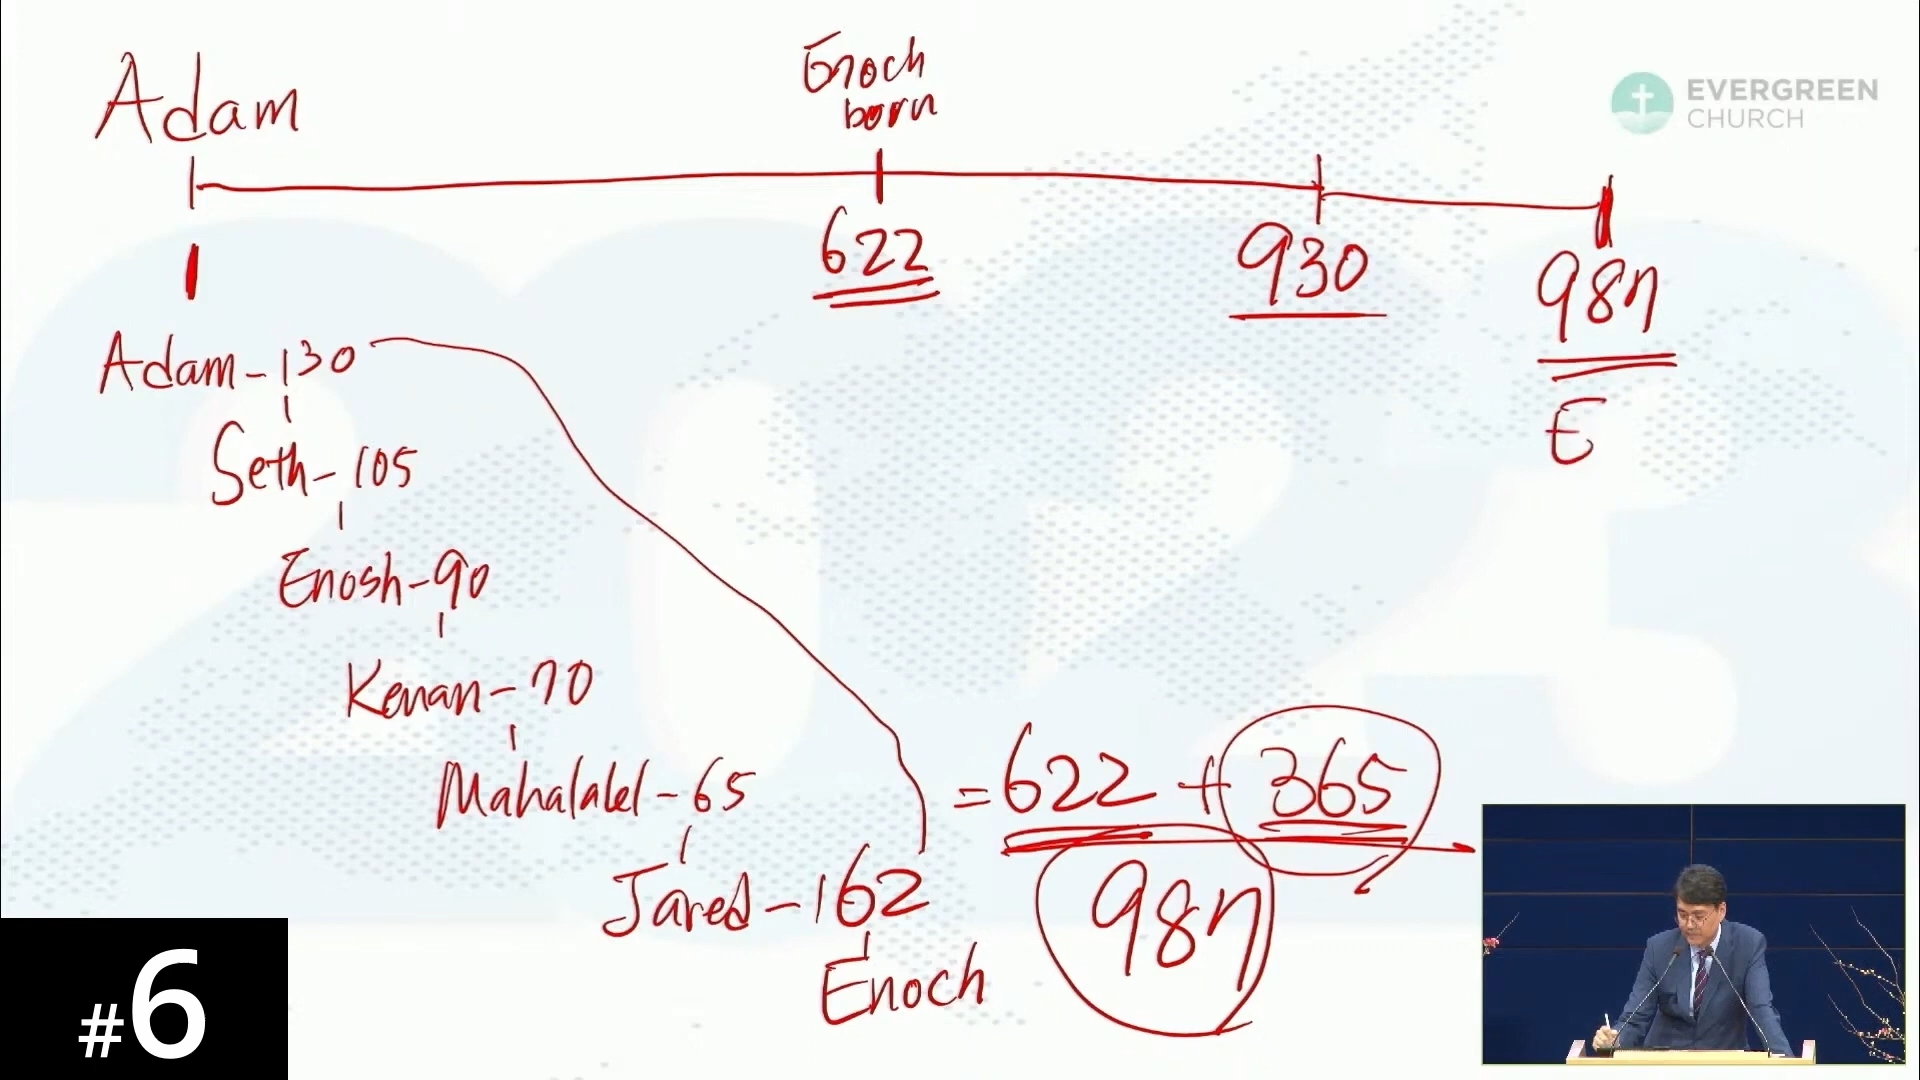 Adam
Enoch
born
EVERGREEN
CHURCH
622
930
987
E
Adam - 130
Seth - 105
Enosh - 90
Kenan - 70
Mahalalel - 65
= 622 + 365
987
Jared - 162
Enoch
#6